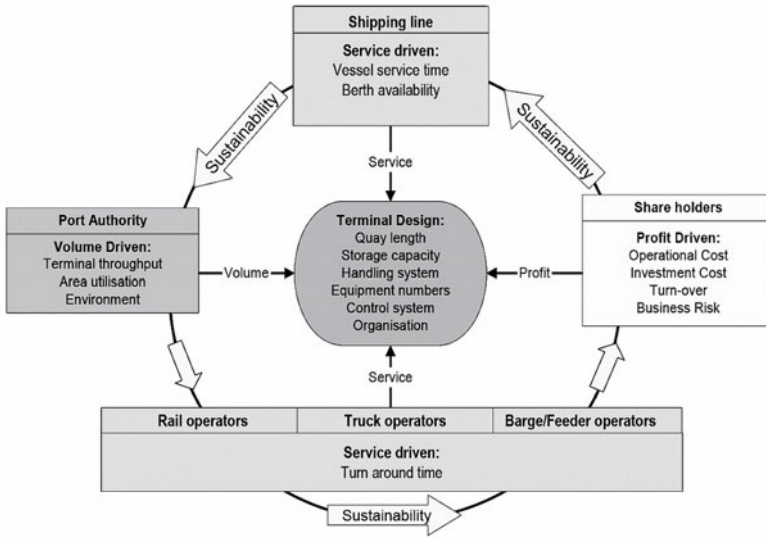 Shipping line
Service driven:
Vessel service time
Berth availability
Sustainability
Sustainability
Service
Port Authority
Volume Driven:
Terminal throughput
Area utilisation
Environment
Volume
Terminal Design:
Quay length
Storage capacity
Handling system
Equipment numbers
Control system
Organisation
Profit
Share holders
Profit Driven:
Operational Cost
Investment Cost
Turn-over
Business Risk
Service
Rail operators
Truck operators
Barge/Feeder operators
Service driven:
Turn around time
Sustainability